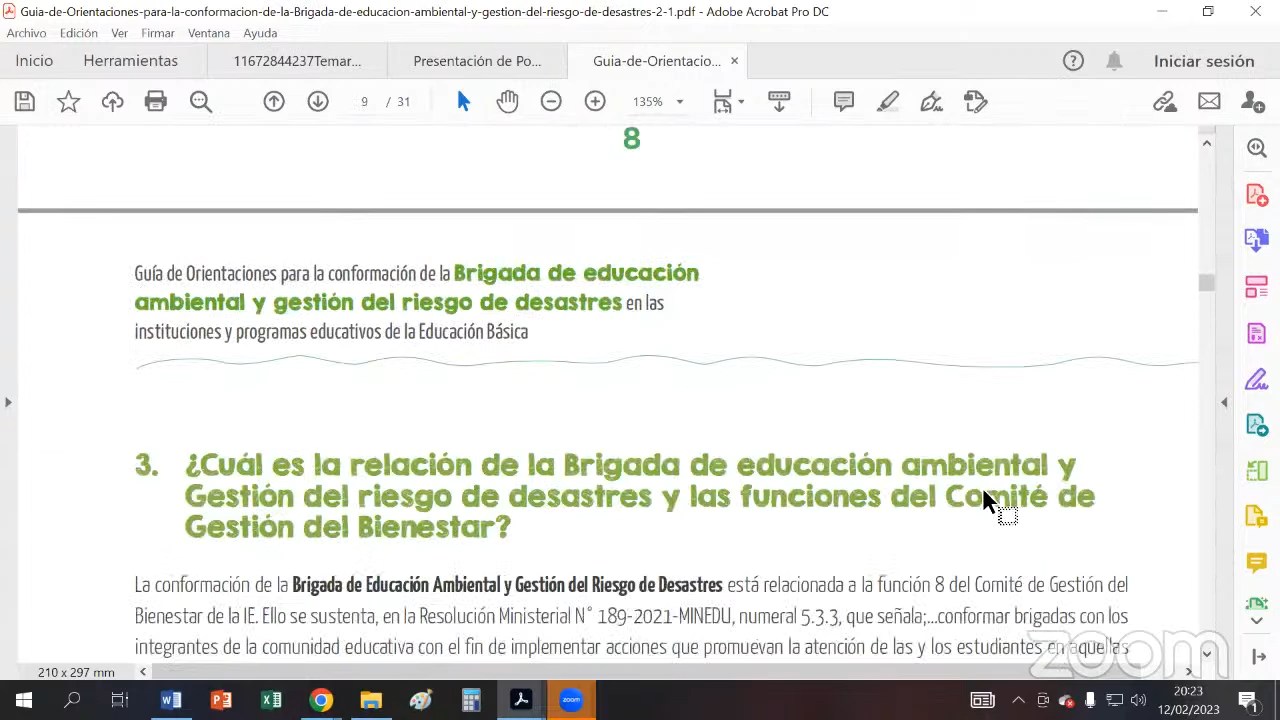 Guia-de-Orientaciones-para-la-conformacion-de-la-Brigada-de-educacion-ambiental-y-gestion-del-riesgo-de-desastres-2-1.pdf - Adobe Acrobat Pro DC
Archivo Edición Ver Firmar Ventana Ayuda
Inicio Herramientas 11672844237Temar... Presentación de Po... Guia-de-Orientacio... × Iniciar sesión
9 / 31 135%
8
Guía de Orientaciones para la conformación de la Brigada de educación
ambiental y gestión del riesgo de desastres en las
instituciones y programas educativos de la Educación Básica
3. ¿Cuál es la relación de la Brigada de educación ambiental y
Gestión del riesgo de desastres y las funciones del Comité de
Gestión del Bienestar?
La conformación de la Brigada de Educación Ambiental y Gestión del Riesgo de Desastres está relacionada a la función 8 del Comité de Gestión del
Bienestar de la IE. Ello se sustenta, en la Resolución Ministerial N° 189-2021-MINEDU, numeral 5.3.3, que señala;...conformar brigadas con los
integrantes de la comunidad educativa con el fin de implementar acciones que promuevan la atención de las y los estudiantes en aquellas
zoom
210 x 297 mm
zoom
20:23
12/02/2023
1